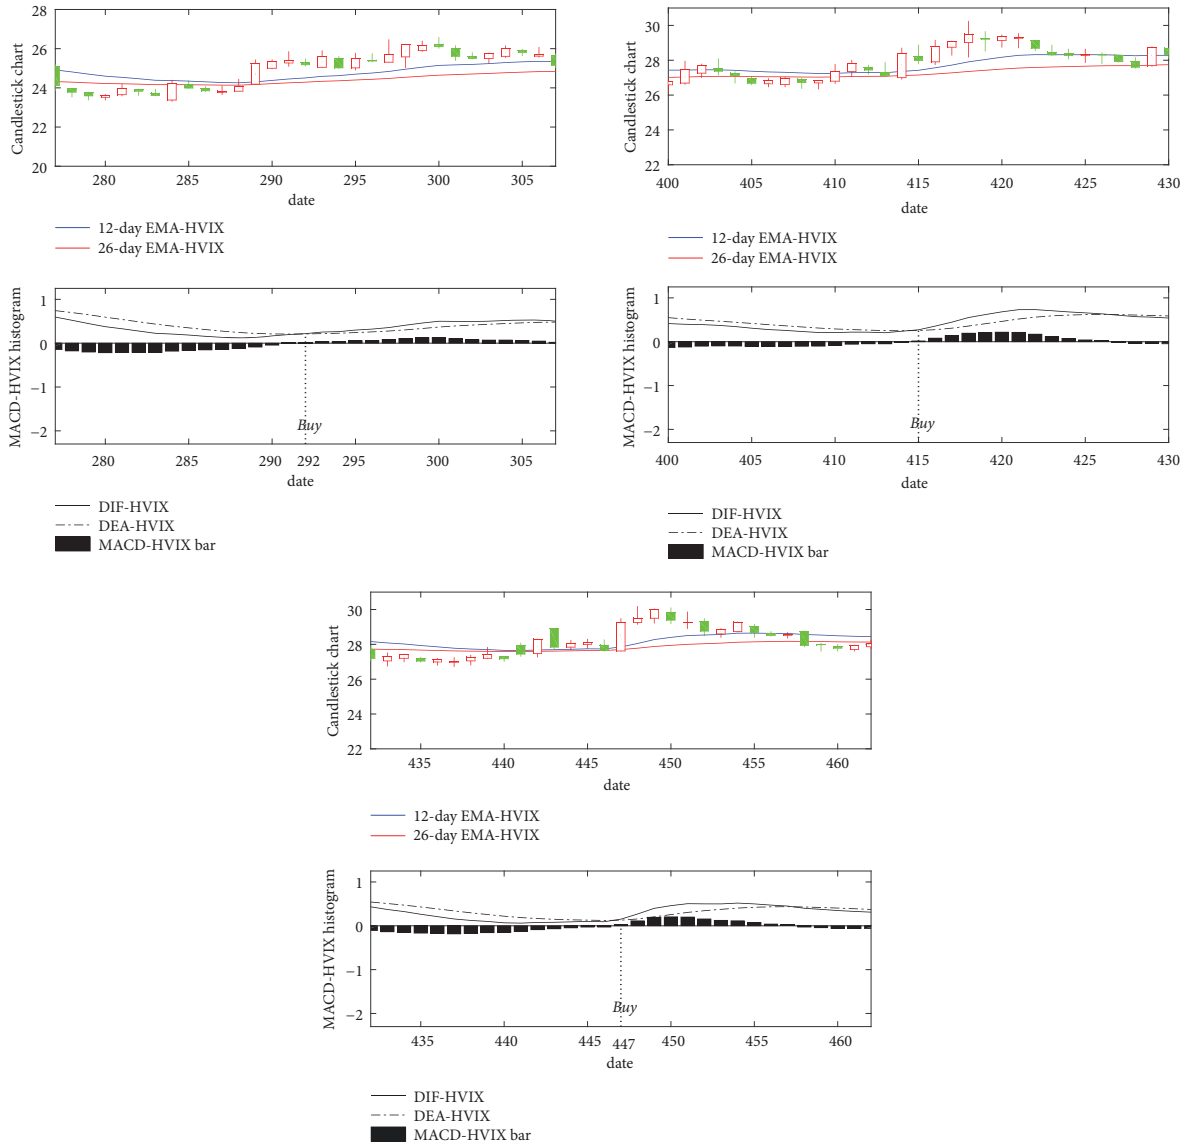 Candlestick chart
28
26
24
22
20
280 285 290 295 300 305
date
12-day EMA-HVIX
26-day EMA-HVIX
MACD-HVIX histogram
1
0
−1
−2
Buy
280 285 290 292 295 300 305
date
DIF-HVIX
DEA-HVIX
MACD-HVIX bar
Candlestick chart
30
28
26
24
22
400 405 410 415 420 425 430
date
12-day EMA-HVIX
26-day EMA-HVIX
MACD-HVIX histogram
1
0
−1
−2
Buy
400 405 410 415 420 425 430
date
DIF-HVIX
DEA-HVIX
MACD-HVIX bar
Candlestick chart
30
28
26
24
22
435 440 445 450 455 460
date
12-day EMA-HVIX
26-day EMA-HVIX
MACD-HVIX histogram
1
0
−1
−2
Buy
435 440 445 447 450 455 460
date
DIF-HVIX
DEA-HVIX
MACD-HVIX bar